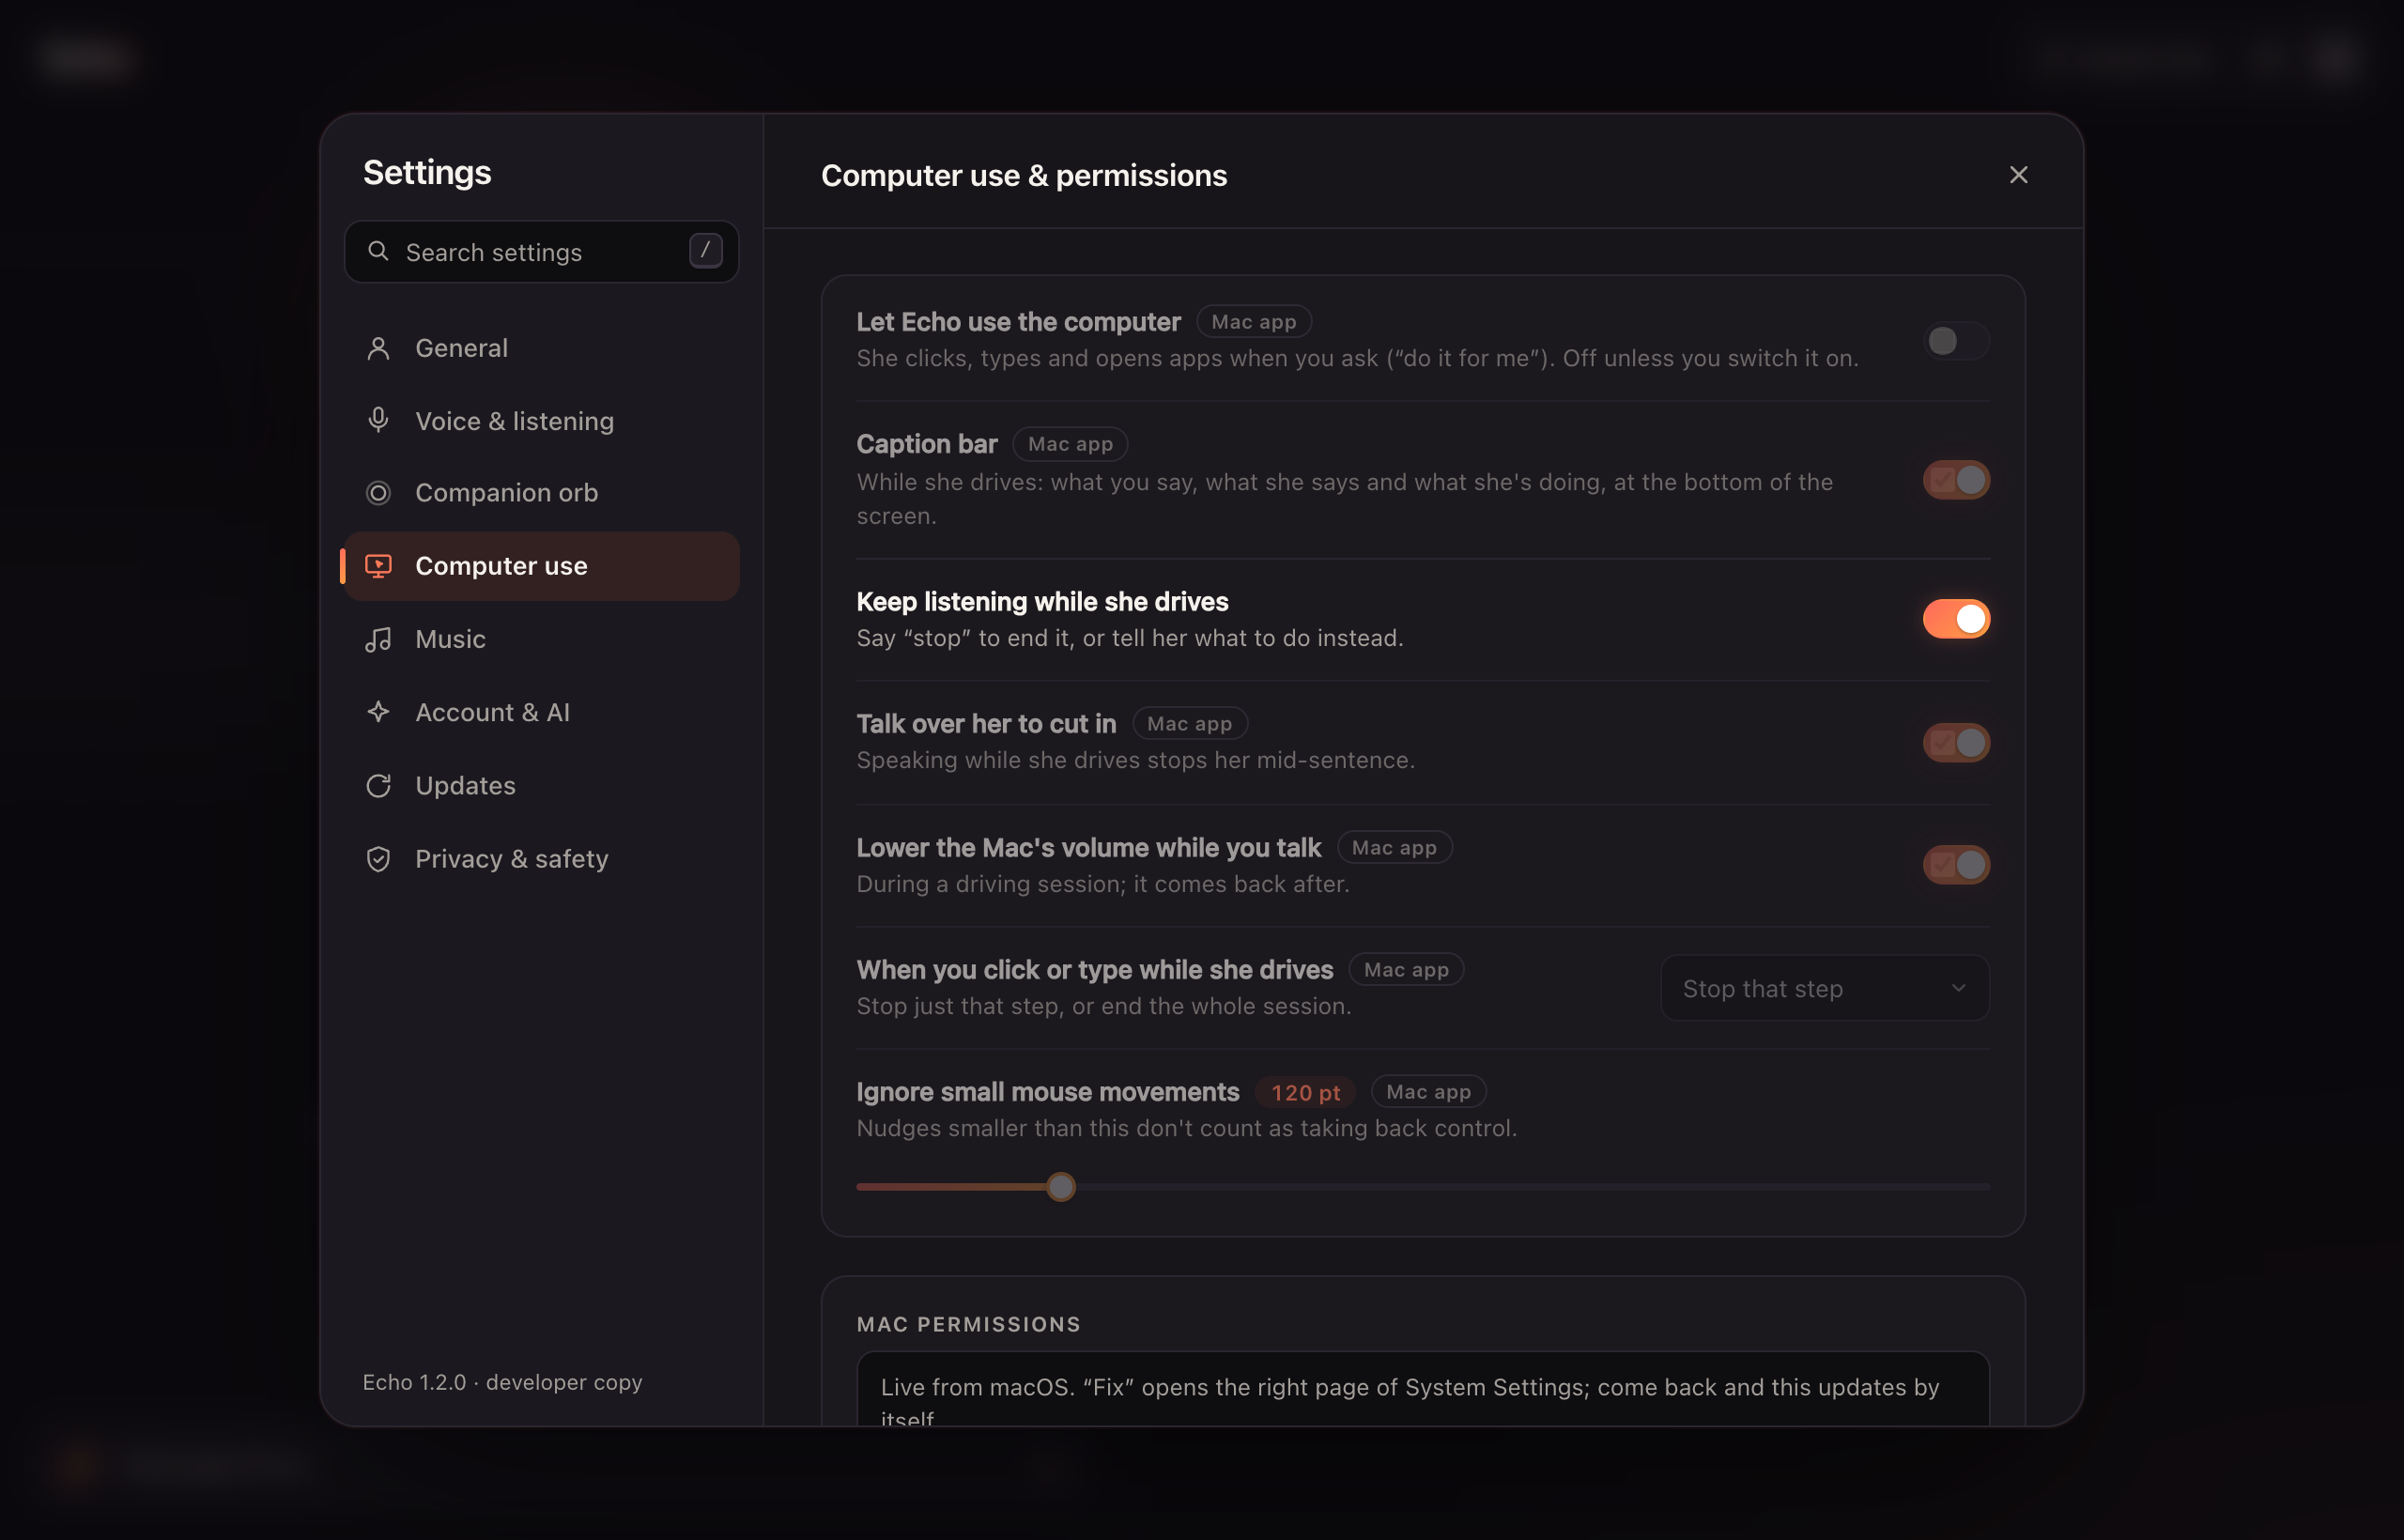 Settings
Search settings
/
General
Voice & listening
Companion orb
Computer use
Music
Account & AI
Updates
Privacy & safety
Echo 1.2.0 · developer copy
Computer use & permissions
Let Echo use the computer Mac app
She clicks, types and opens apps when you ask (“do it for me”). Off unless you switch it on.
Caption bar Mac app
While she drives: what you say, what she says and what she's doing, at the bottom of the
screen.
Keep listening while she drives
Say “stop” to end it, or tell her what to do instead.
Talk over her to cut in Mac app
Speaking while she drives stops her mid-sentence.
Lower the Mac's volume while you talk Mac app
During a driving session; it comes back after.
When you click or type while she drives Mac app
Stop just that step, or end the whole session.
Stop that step
Ignore small mouse movements 120 pt Mac app
Nudges smaller than this don't count as taking back control.
MAC PERMISSIONS
Live from macOS. “Fix” opens the right page of System Settings; come back and this updates by
itself